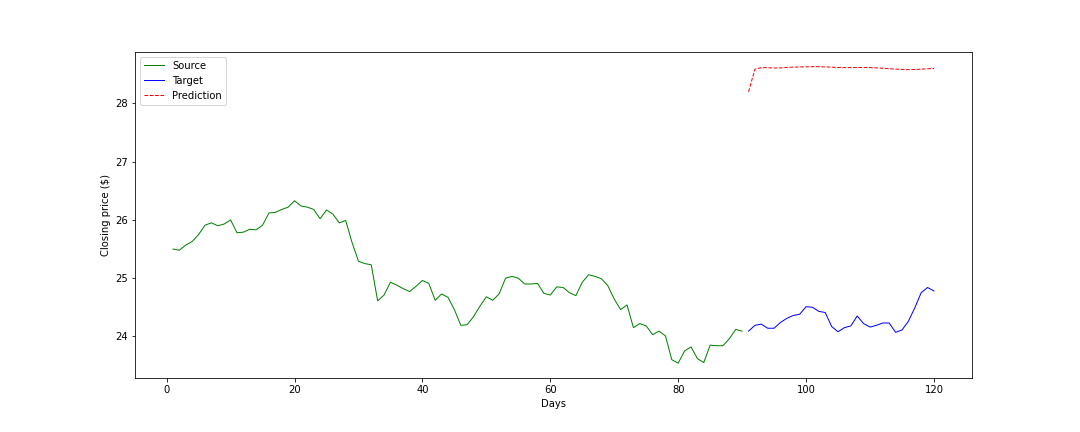 Source
Target
Prediction
28
27
26
25
24
Closing price ($)
0 20 40 60 80 100 120
Days